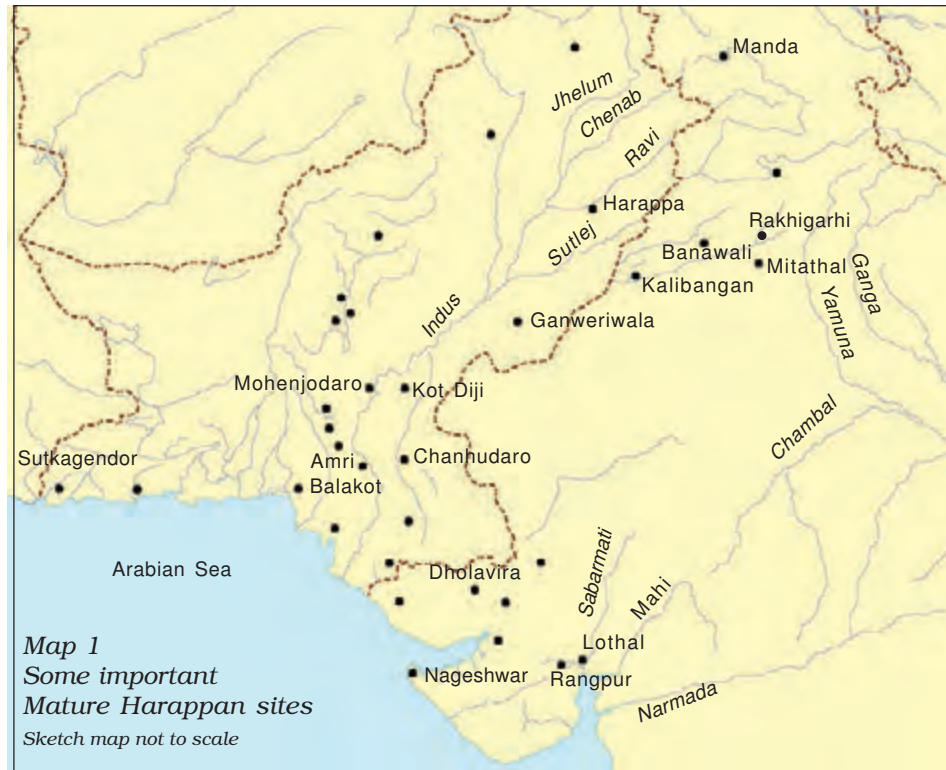 Manda
Jhelum
Chenab
Ravi
Harappa
Rakhigarhi
Sutlej
Banawali
Mitathal
Ganga
Kalibangan
Yamuna
Indus
Ganweriwala
Mohenjodaro
Kot Diji
Chambal
Sutkagendor
Amri
Chanhudaro
Balakot
Arabian Sea
Dholavira
Sabarmati
Mahi
Lothal
Nageshwar
Rangpur
Narmada
Map 1
Some important
Mature Harappan sites
Sketch map not to scale